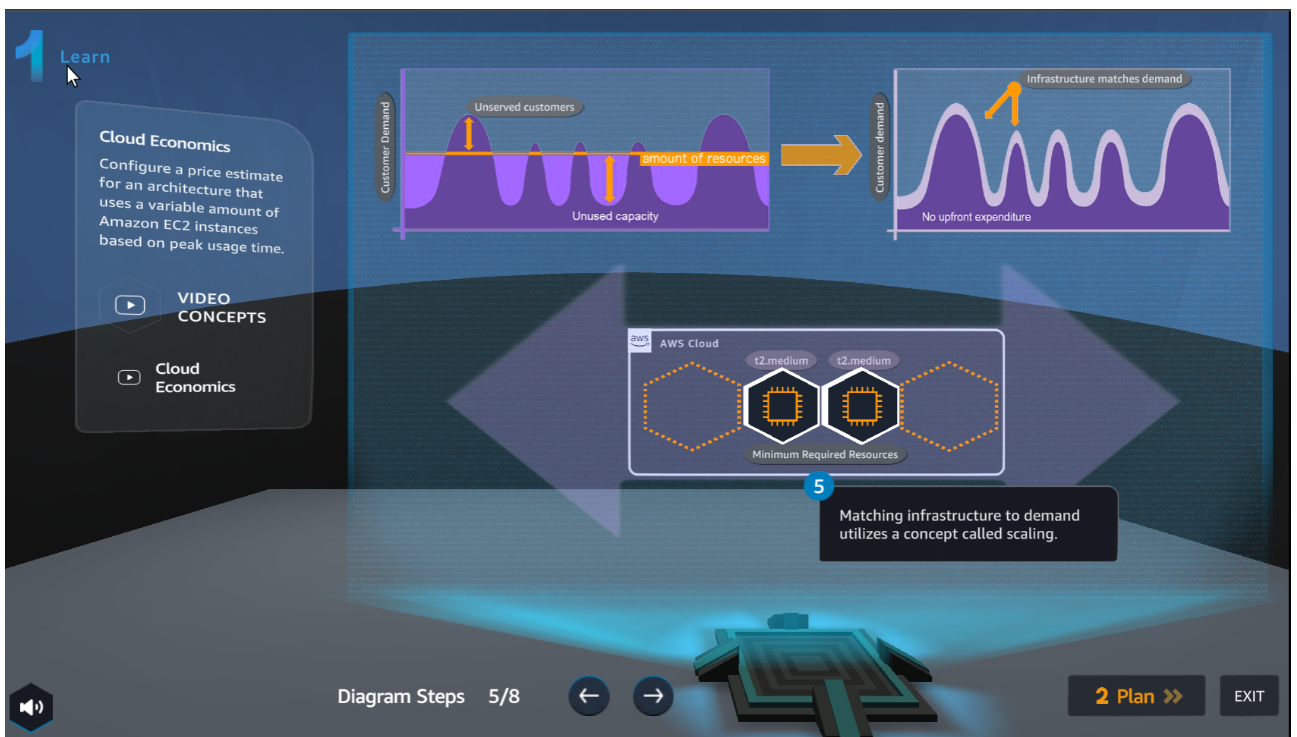 1
Learn
Cloud Economics
Configure a price estimate
for an architecture that
uses a variable amount of
Amazon EC2 instances
based on peak usage time.
VIDEO
CONCEPTS
Cloud
Economics
Customer Demand
Unserved customers
amount of resources
Unused capacity
Customer demand
Infrastructure matches demand
No upfront expenditure
aws
AWS Cloud
t2.medium
t2.medium
Minimum Required Resources
5
Matching infrastructure to demand
utilizes a concept called scaling.
Diagram Steps 5/8
2 Plan
EXIT